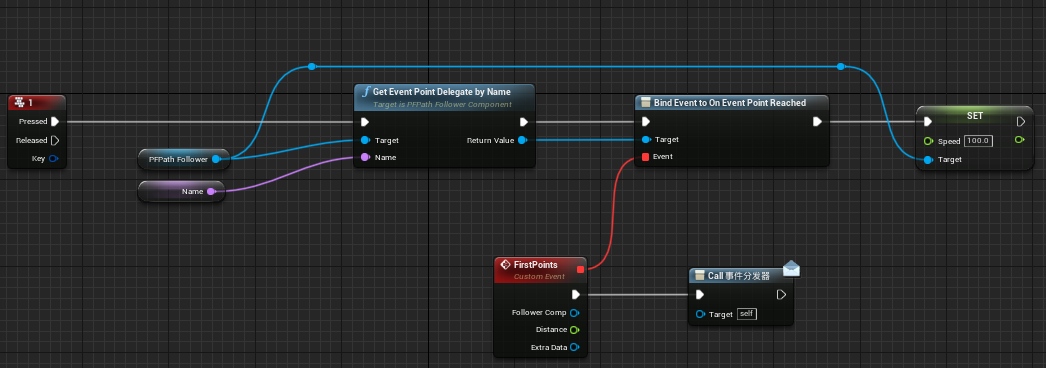 1
Pressed
Released
Key
PFPath Follower
Name
Get Event Point Delegate by Name
Target is PFPath Follower Component
Target
Return Value
Name
Bind Event to On Event Point Reached
Target
Event
SET
Speed 100.0
Target
FirstPoints
Custom Event
Follower Comp
Distance
Extra Data
Call 事件分发器
Target self